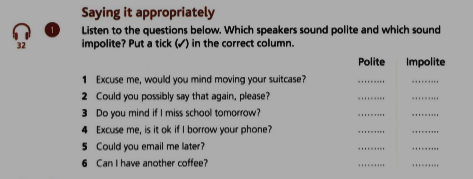 Saying it appropriately
32
1 Listen to the questions below. Which speakers sound polite and which sound
impolite? Put a tick (✓) in the correct column.
Polite Impolite
1 Excuse me, would you mind moving your suitcase? ......... .........
2 Could you possibly say that again, please? ......... .........
3 Do you mind if I miss school tomorrow? ......... .........
4 Excuse me, is it ok if I borrow your phone? ......... .........
5 Could you email me later? ......... .........
6 Can I have another coffee? ......... .........